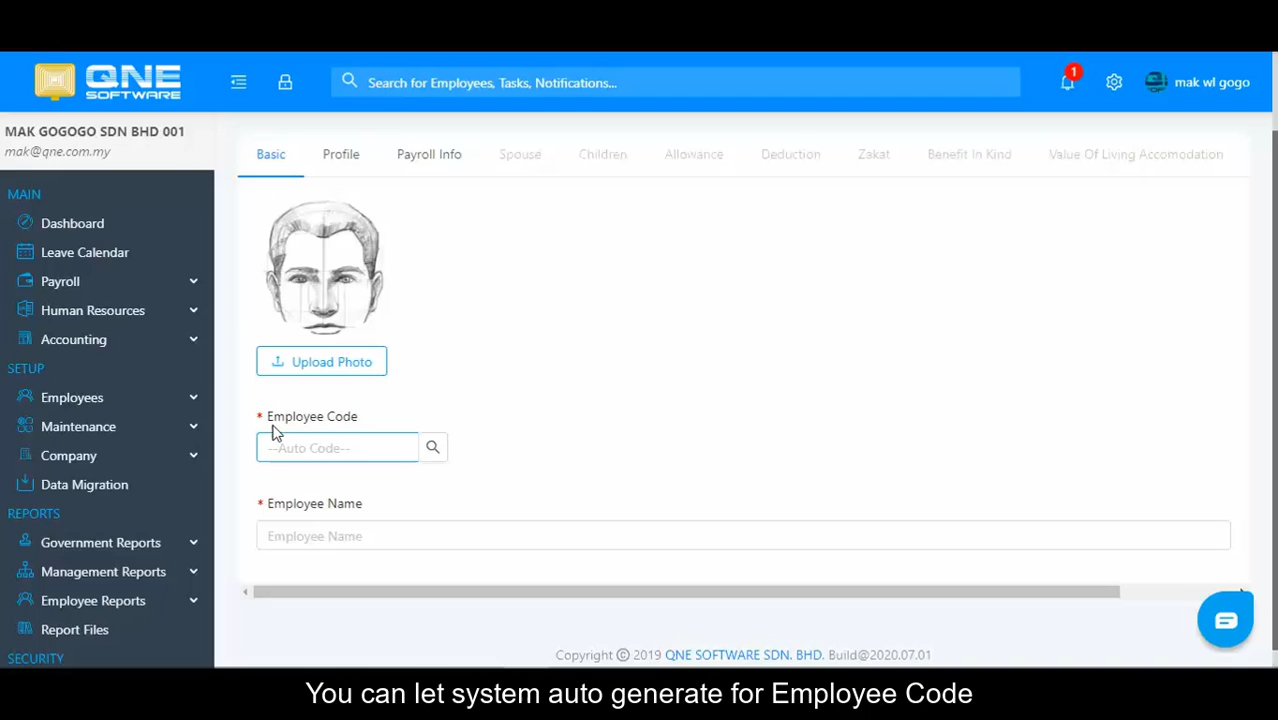 QNE
SOFTWARE
Search for Employees, Tasks, Notifications...
1
mak wl gogo
MAK GOGOGO SDN BHD 001
mak@qne.com.my
MAIN
Dashboard
Leave Calendar
Payroll
Human Resources
Accounting
SETUP
Employees
Maintenance
Company
Data Migration
REPORTS
Government Reports
Management Reports
Employee Reports
Report Files
SECURITY
Basic
Profile
Payroll Info
Spouse
Children
Allowance
Deduction
Zakat
Benefit In Kind
Value Of Living Accomodation
Upload Photo
* Employee Code
--Auto Code--
* Employee Name
Employee Name
Copyright © 2019 QNE SOFTWARE SDN. BHD. Build@2020.07.01
You can let system auto generate for Employee Code